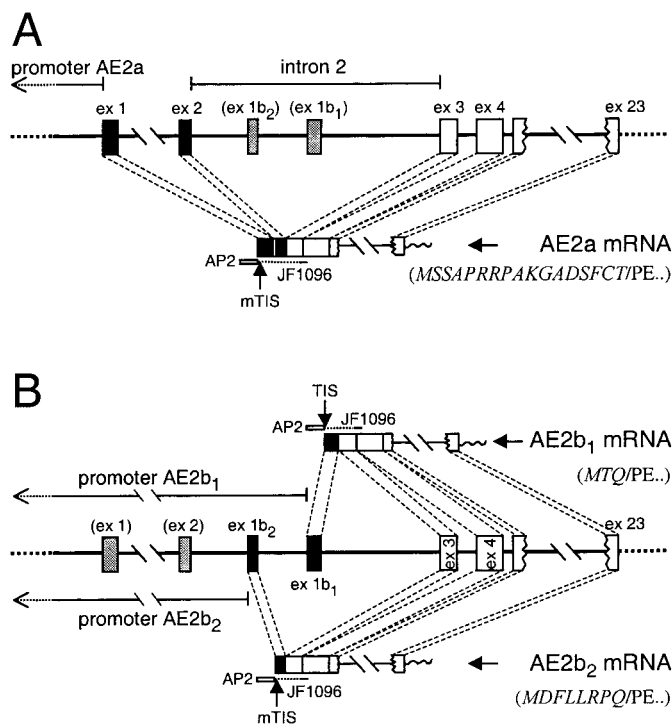 A
promoter AE2a
intron 2
ex 1
ex 2
(ex 1b2)
(ex 1b1)
ex 3
ex 4
ex 23
AE2a mRNA
AP2
JF1096
(MSSAPRRPAKGADSFCT/PE..)
mTIS
B
TIS
AP2
JF1096
AE2b1 mRNA
(MTQ/PE..)
promoter AE2b1
(ex 1)
(ex 2)
ex 1b2
ex 1b1
ex 3
ex 4
ex 23
promoter AE2b2
AE2b2 mRNA
AP2
JF1096
mTIS
(MDFLLRPQ/PE..)